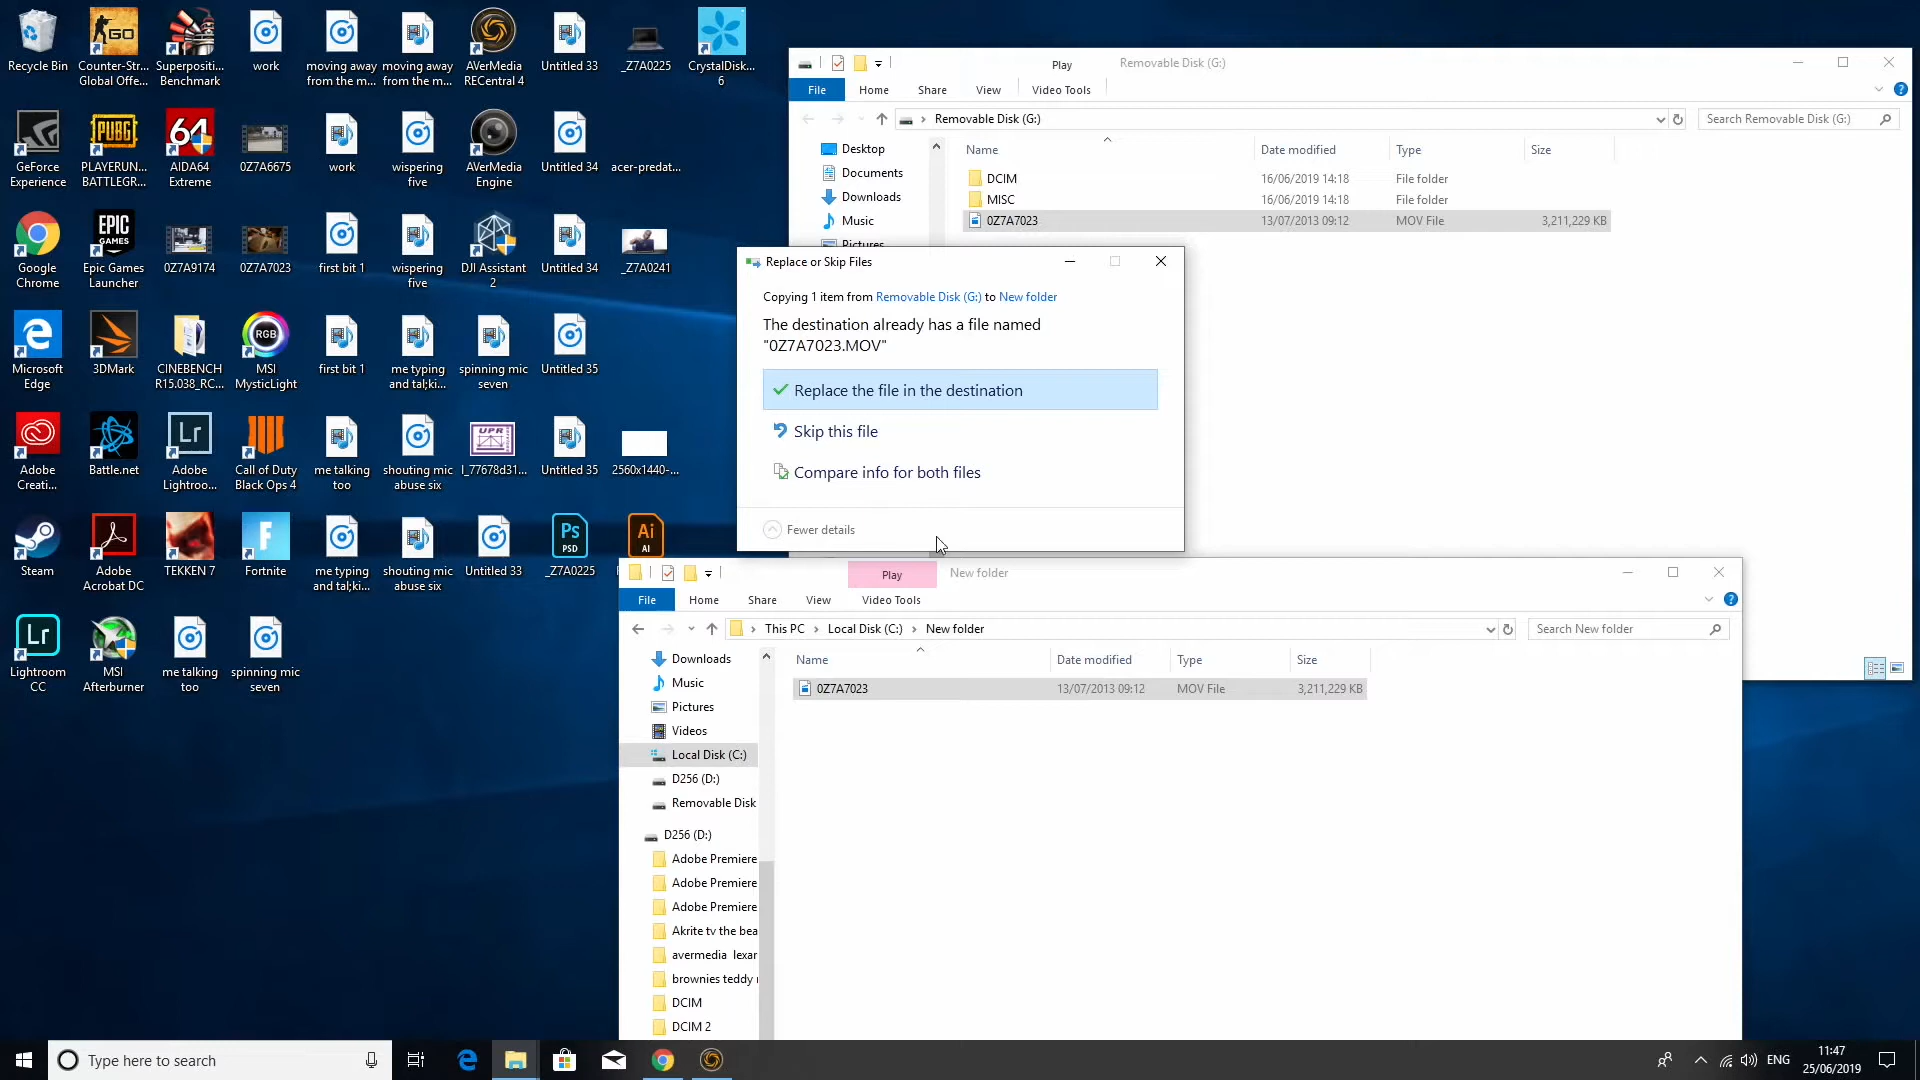 Recycle Bin
Counter-Str...
Global Offe...
Superpositi...
Benchmark
work
moving away
from the m...
moving away
from the m...
AVerMedia
RECentral 4
Untitled 33
_Z7A0225
CrystalDisk...
6
GeForce
Experience
PLAYERUN...
BATTLEGR...
AIDA64
Extreme
0Z7A6675
work
wispering
five
AVerMedia
Engine
Untitled 34
acer-predat...
Google
Chrome
Epic Games
Launcher
0Z7A9174
0Z7A7023
first bit 1
wispering
five
DJI Assistant
2
Untitled 34
_Z7A0241
Microsoft
Edge
3DMark
CINEBENCH
R15.038_RC...
MSI
MysticLight
first bit 1
me typing
and tal;ki...
spinning mic
seven
Untitled 35
Adobe
Creati...
Battle.net
Adobe
Lightroo...
Call of Duty
Black Ops 4
me talking
too
shouting mic
abuse six
I_77678d31...
Untitled 35
2560x1440-...
Steam
Adobe
Acrobat DC
TEKKEN 7
Fortnite
me typing
and tal;ki...
shouting mic
abuse six
Untitled 33
_Z7A0225
Lightroom
CC
MSI
Afterburner
me talking
too
spinning mic
seven
GO
PUBG
64
EPIC
GAMES
RGB
Lr
UPR
Ps
PSD
Ai
AI
F
Lr
Play
Removable Disk (G:)
File
Home
Share
View
Video Tools
Removable Disk (G:)
Search Removable Disk (G:)
Desktop
Documents
Downloads
Music
Pictures
Name
Date modified
Type
Size
DCIM 16/06/2019 14:18 File folder
MISC 16/06/2019 14:18 File folder
0Z7A7023 13/07/2013 09:12 MOV File 3,211,229 KB
Replace or Skip Files
Copying 1 item from Removable Disk (G:) to New folder
The destination already has a file named
"0Z7A7023.MOV"
Replace the file in the destination
Skip this file
Compare info for both files
Fewer details
Play
New folder
File
Home
Share
View
Video Tools
This PC
Local Disk (C:)
New folder
Search New folder
Downloads
Music
Pictures
Videos
Local Disk (C:)
D256 (D:)
Removable Disk
D256 (D:)
Adobe Premiere
Adobe Premiere
Adobe Premiere
Akrite tv the bea
avermedia lexar
brownies teddy
DCIM
DCIM 2
Name
Date modified
Type
Size
0Z7A7023 13/07/2013 09:12 MOV File 3,211,229 KB
Type here to search
ENG
11:47
25/06/2019